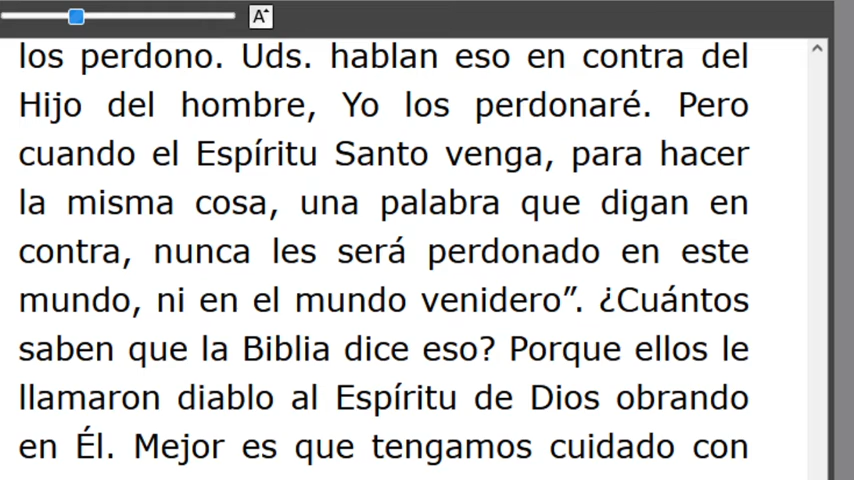 A
los perdono. Uds. hablan eso en contra del
Hijo del hombre, Yo los perdonaré. Pero
cuando el Espíritu Santo venga, para hacer
la misma cosa, una palabra que digan en
contra, nunca les será perdonado en este
mundo, ni en el mundo venidero”. ¿Cuántos
saben que la Biblia dice eso? Porque ellos le
llamaron diablo al Espíritu de Dios obrando
en Él. Mejor es que tengamos cuidado con